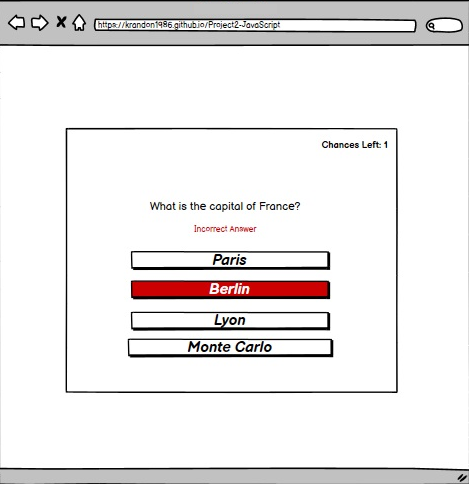 https://krandon1986.github.io/Project2-JavaScript
Chances Left: 1
What is the capital of France?
Incorrect Answer
Paris
Berlin
Lyon
Monte Carlo